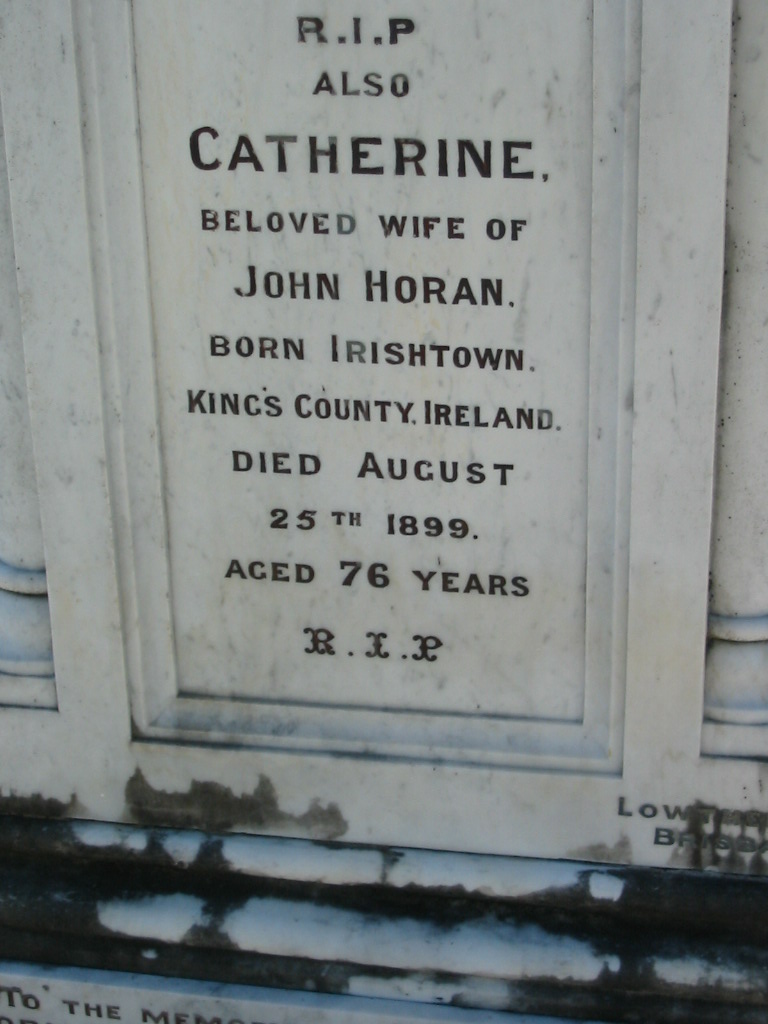 R.I.P
ALSO
CATHERINE,
BELOVED WIFE OF
JOHN HORAN,
BORN IRISHTOWN.
KING'S COUNTY, IRELAND.
DIED AUGUST
25TH 1899.
AGED 76 YEARS
R.I.P
TO THE